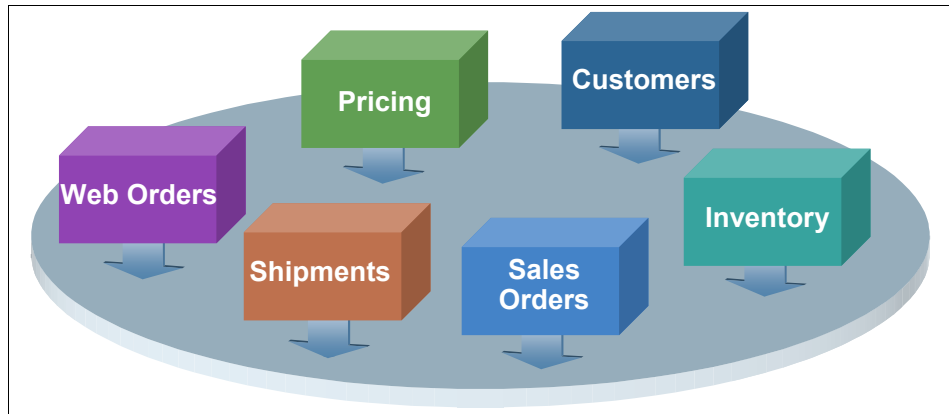 Customers
Pricing
Web Orders
Inventory
Shipments
Sales
Orders